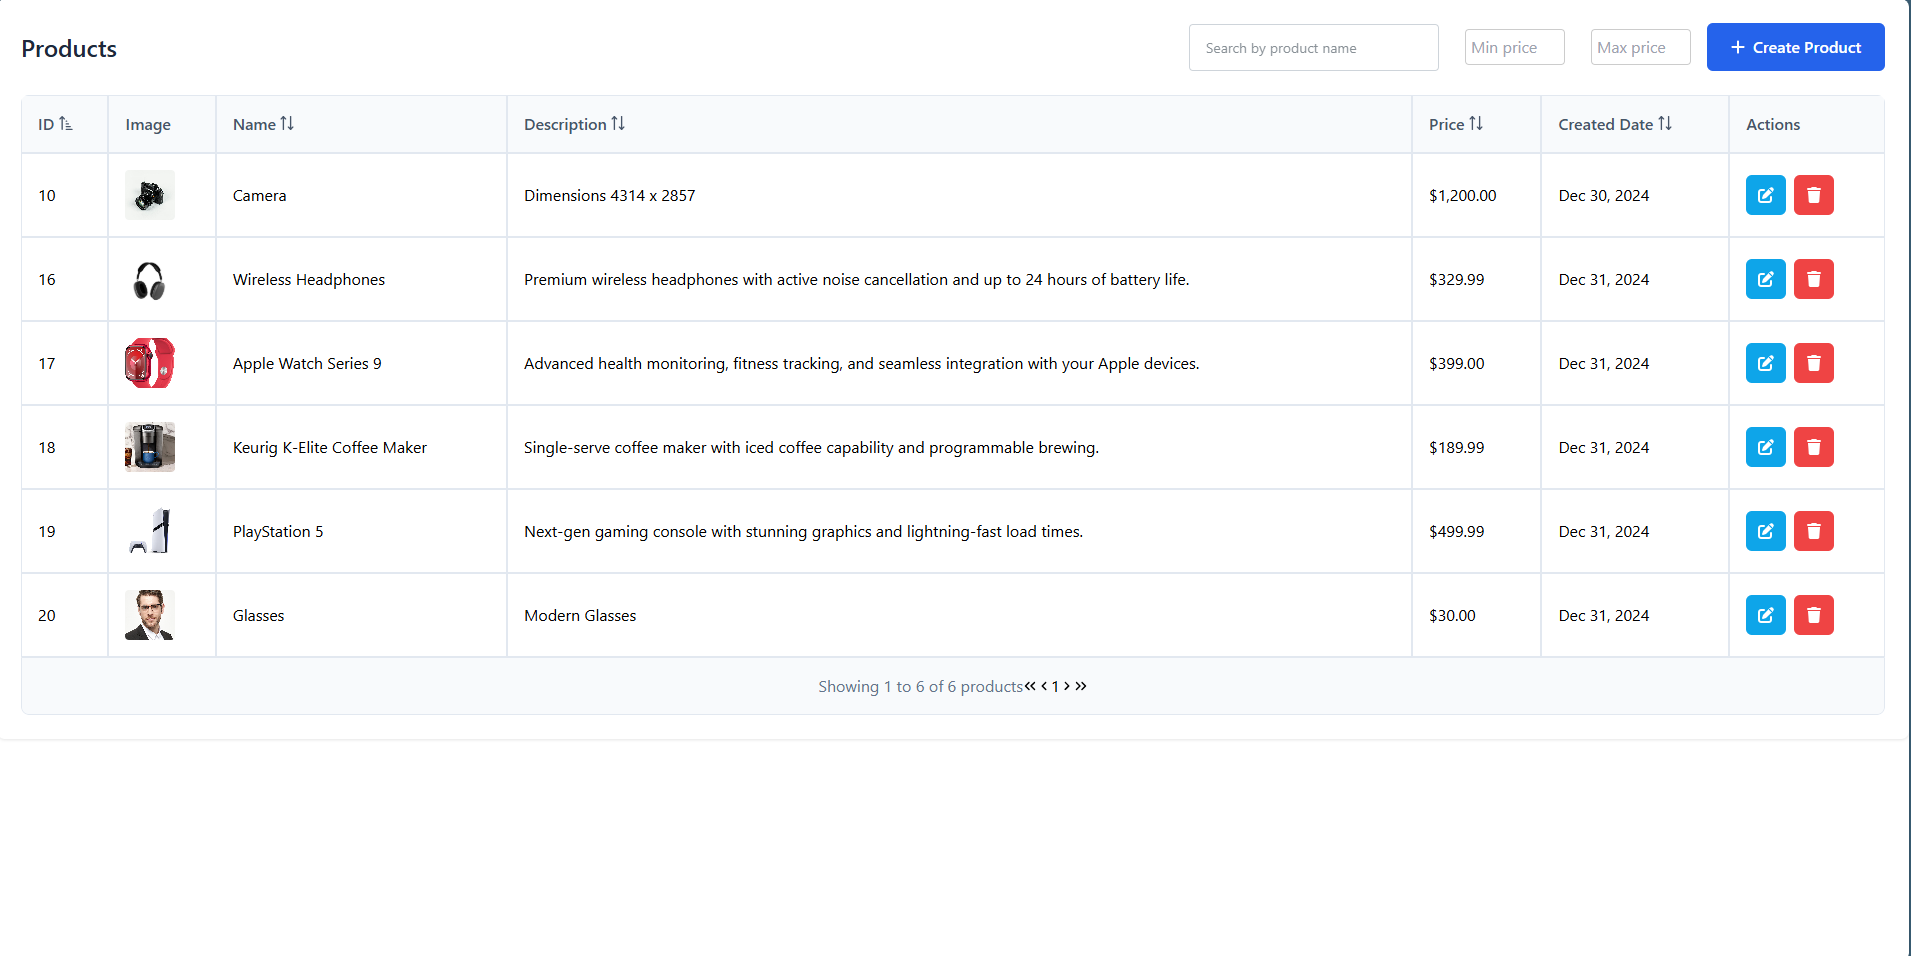 Products
Search by product name
Min price
Max price
Create Product
ID Image Name Description Price Created Date Actions
10 Camera Dimensions 4314 x 2857 $1,200.00 Dec 30, 2024
16 Wireless Headphones Premium wireless headphones with active noise cancellation and up to 24 hours of battery life. $329.99 Dec 31, 2024
17 Apple Watch Series 9 Advanced health monitoring, fitness tracking, and seamless integration with your Apple devices. $399.00 Dec 31, 2024
18 Keurig K-Elite Coffee Maker Single-serve coffee maker with iced coffee capability and programmable brewing. $189.99 Dec 31, 2024
19 PlayStation 5 Next-gen gaming console with stunning graphics and lightning-fast load times. $499.99 Dec 31, 2024
20 Glasses Modern Glasses $30.00 Dec 31, 2024
Showing 1 to 6 of 6 products« ‹ 1 › »